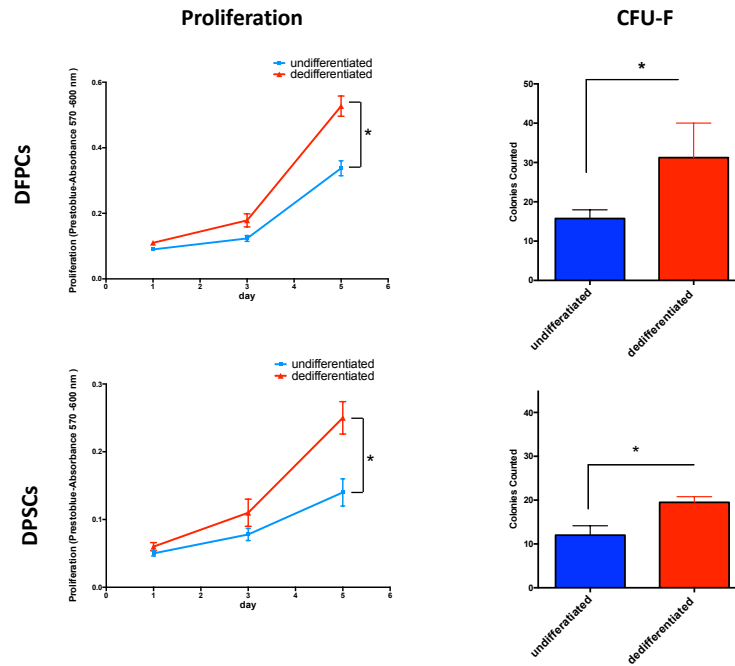 Proliferation
CFU-F
DFPCs
undifferentiated
dedifferentiated
Proliferation (Prestoblue-Absorbance 570 -600 nm )
0.6
0.4
0.2
0.0
*
0 1 2 3 4 5 6
day
*
Colonies Counted
50
40
30
20
10
0
undifferatiated
dedifferentiated
DPSCs
undifferentiated
dedifferentiated
Proliferation (Prestoblue-Absorbance 570 -600 nm )
0.3
0.2
0.1
0.0
*
0 1 2 3 4 5 6
day
*
Colonies Counted
40
30
20
10
0
undifferentiated
dedifferentiated